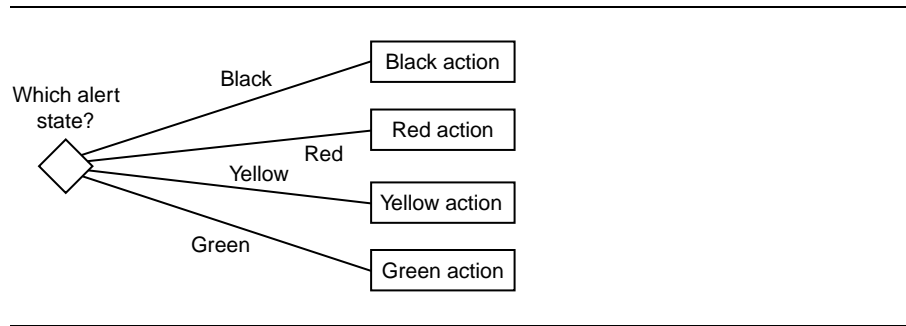 Black action
Black
Which alert
state?
Red action
Red
Yellow
Yellow action
Green
Green action